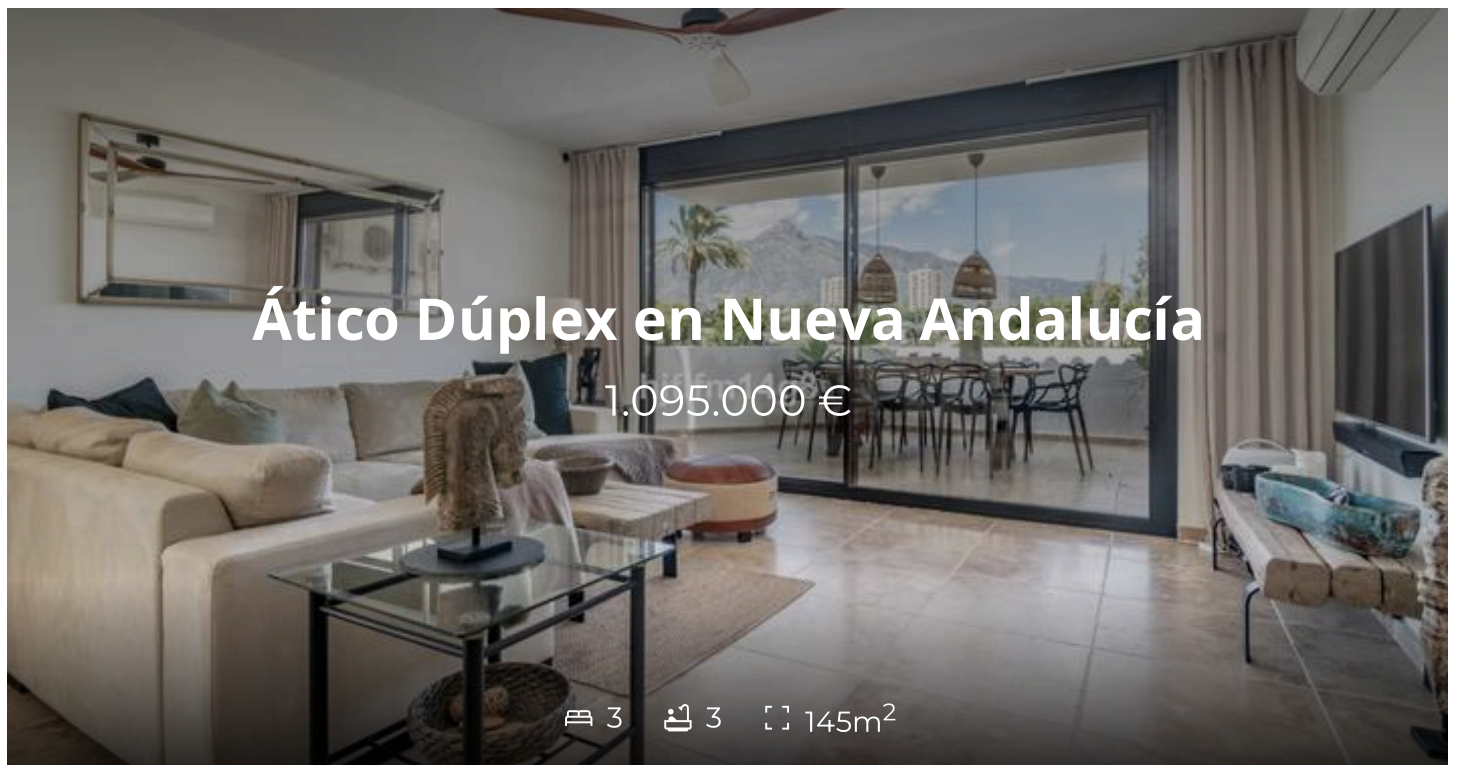 Ático Dúplex en Nueva Andalucía
1.095.000 €
3 3 145m²